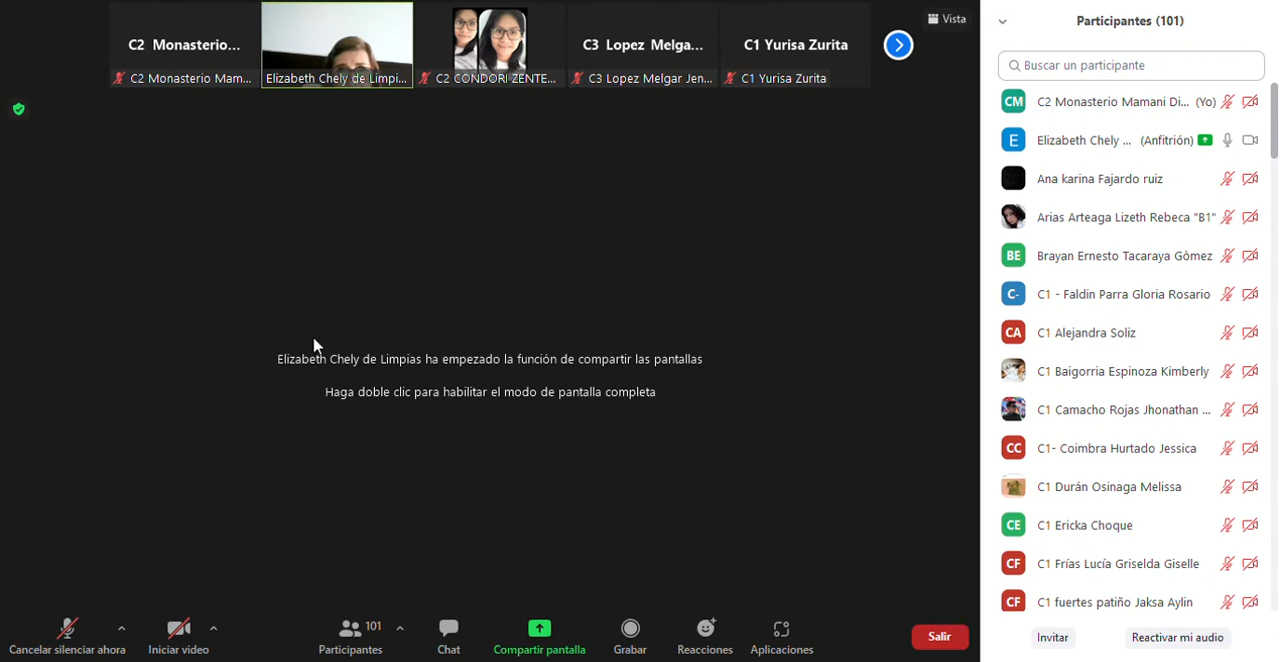 C2 Monasterio...
C3 Lopez Melga...
C1 Yurisa Zurita
C2 Monasterio Mam...
Elizabeth Chely de Limpi...
C2 CONDORI ZENTE...
C3 Lopez Melgar Jen...
C1 Yurisa Zurita
Vista
Elizabeth Chely de Limpias ha empezado la función de compartir las pantallas
Haga doble clic para habilitar el modo de pantalla completa
Cancelar silenciar ahora
Iniciar video
101
Participantes
Chat
Compartir pantalla
Grabar
Reacciones
Aplicaciones
Salir
Participantes (101)
Buscar un participante
CM C2 Monasterio Mamani Di... (Yo)
E Elizabeth Chely ... (Anfitrión)
Ana karina Fajardo ruiz
Arias Arteaga Lizeth Rebeca "B1"
BE Brayan Ernesto Tacaraya Gòmez
C- C1 - Faldin Parra Gloria Rosario
CA C1 Alejandra Soliz
C1 Baigorria Espinoza Kimberly
C1 Camacho Rojas Jhonathan ...
CC C1- Coimbra Hurtado Jessica
C1 Durán Osinaga Melissa
CE C1 Ericka Choque
CF C1 Frías Lucía Griselda Giselle
CF C1 fuertes patiño Jaksa Aylin
Invitar
Reactivar mi audio